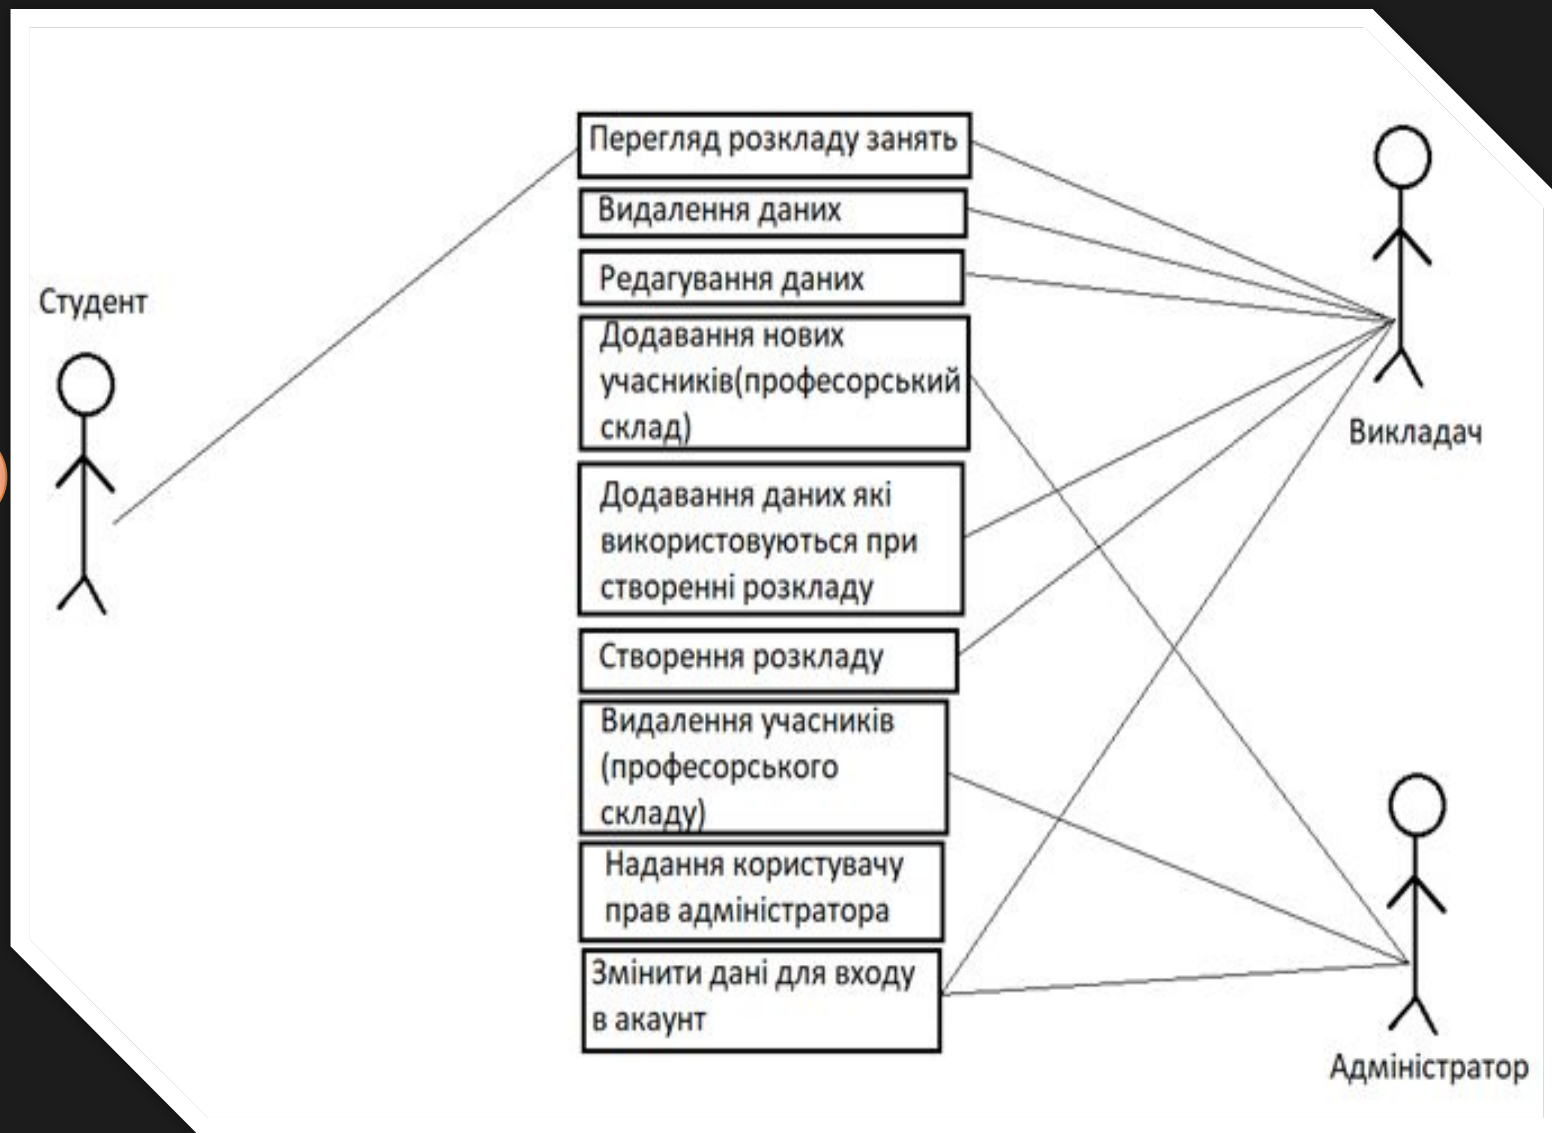 Перегляд розкладу занять
Видалення даних
Редагування даних
Студент
Додавання нових
учасників(професорський
склад)
Викладач
Додавання даних які
використовуються при
створенні розкладу
Створення розкладу
Видалення учасників
(професорського
складу)
Надання користувачу
прав адміністратора
Змінити дані для входу
в акаунт
Адміністратор